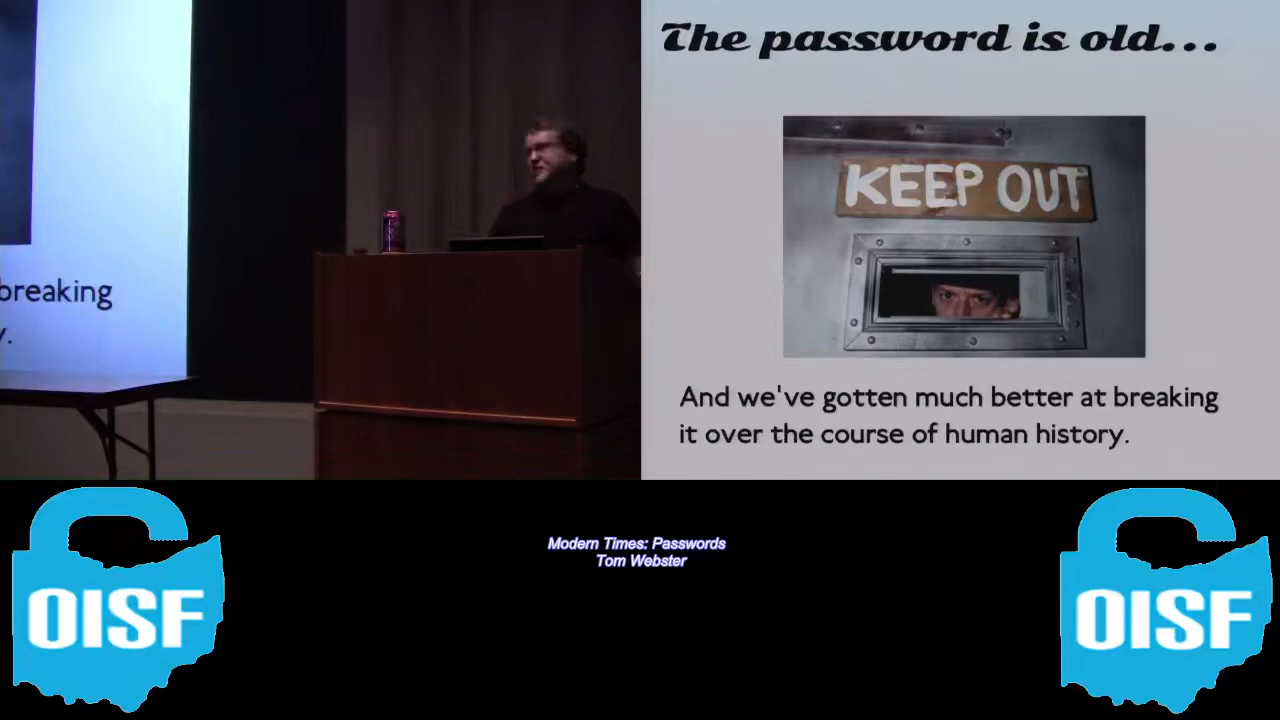 breaking
y.
The password is old...
KEEP OUT
And we've gotten much better at breaking
it over the course of human history.
Modern Times: Passwords
Tom Webster
OISF
OISF